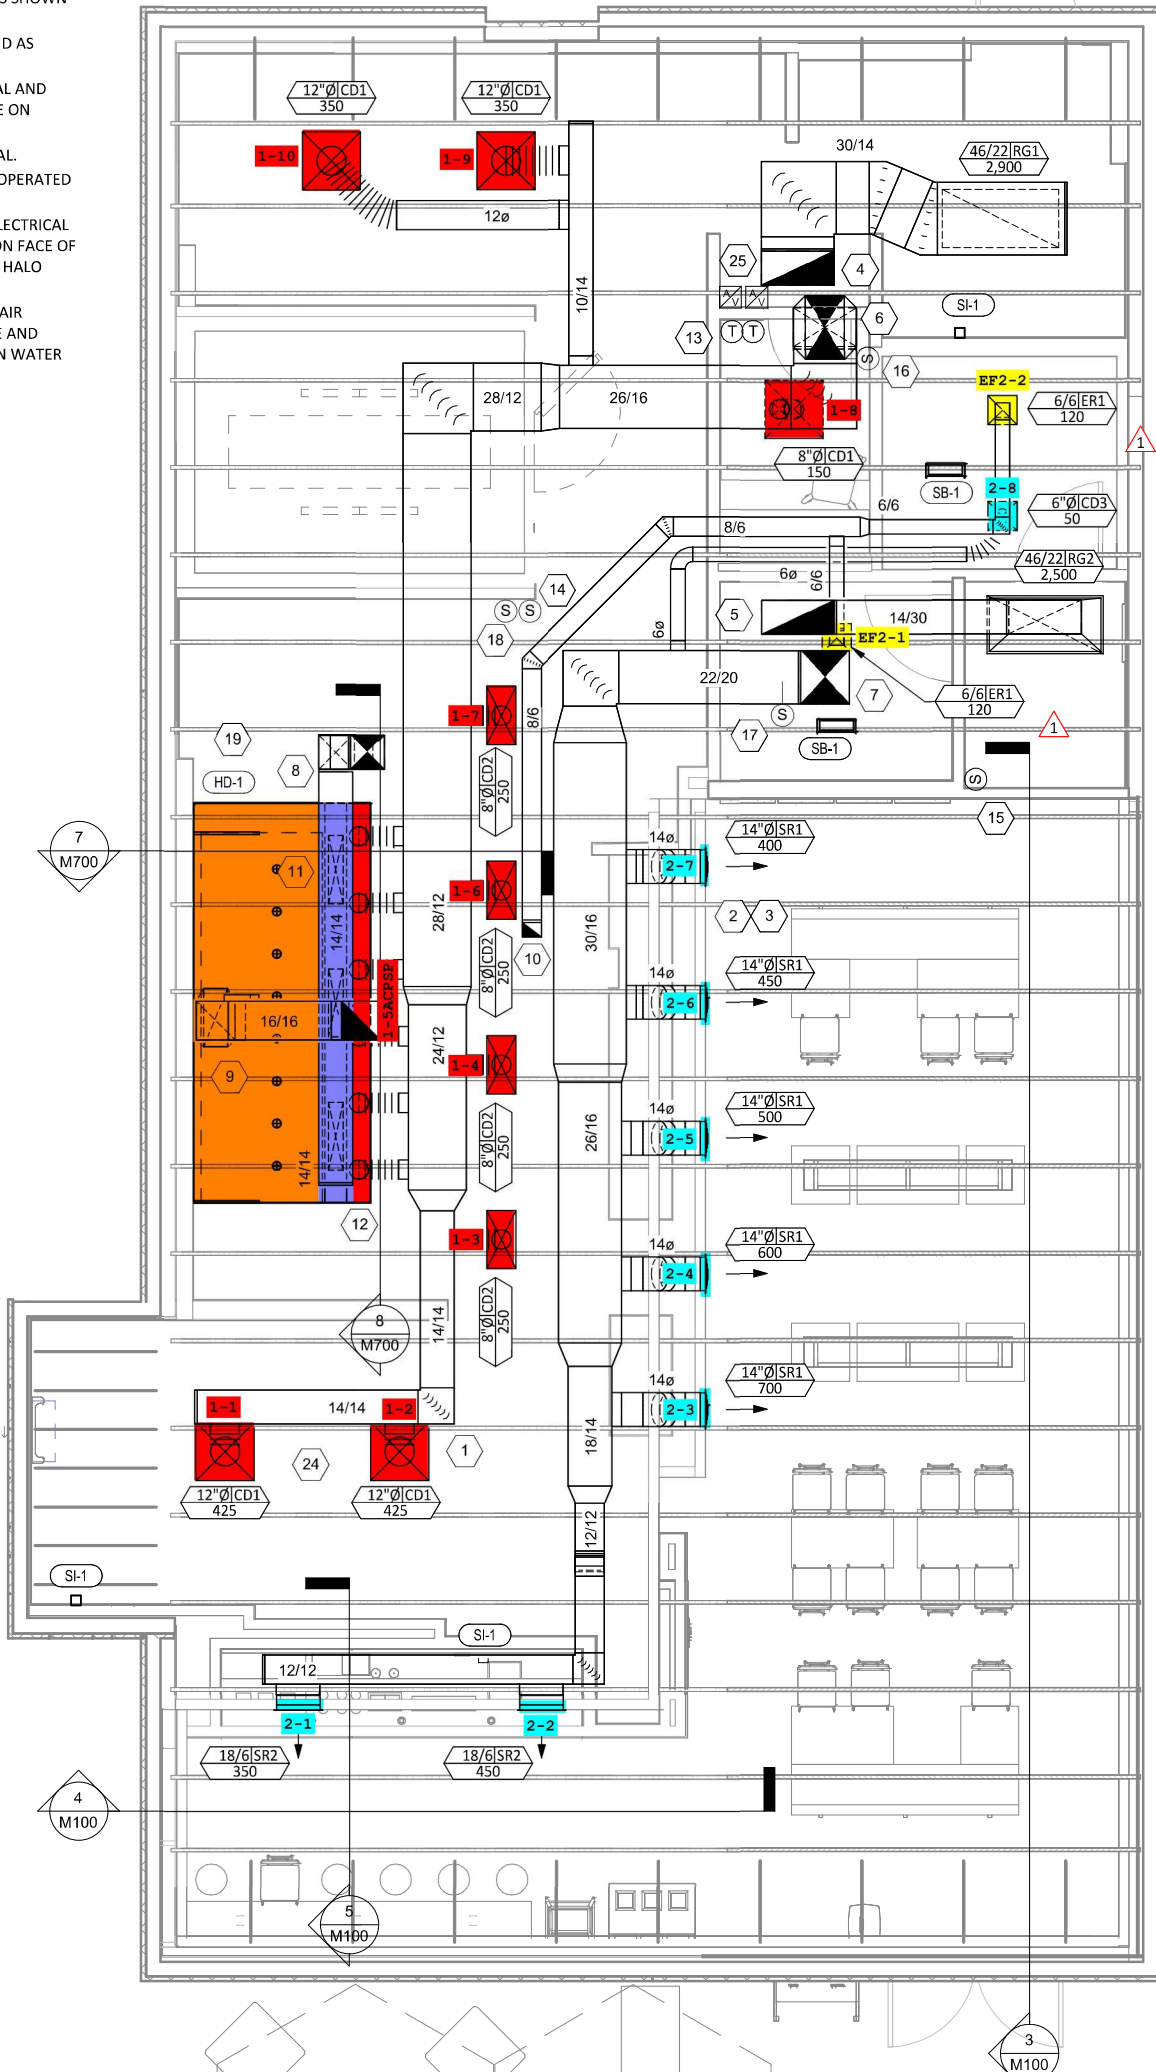 S SHOWN
D AS
AL AND
E ON
AL.
OPERATED
LECTRICAL
ON FACE OF
HALO
AIR
E AND
N WATER
12"Ø CD1
350
12"Ø CD1
350
1-10
1-9
12ø
10/14
30/14
46/22 RG1
2,900
25
4
A/V
A/V
13
T
T
6
S
SI-1
16
28/12
26/16
1-8
8"Ø CD1
150
EF2-2
6/6 ER1
120
1
SB-1
2-8
6"Ø CD3
50
6/6
8/6
46/22 RG2
2,500
6ø
6/6
14
S
S
18
6ø
5
14/30
EF2-1
22/20
7
6/6 ER1
120
1
S
17
SB-1
8/6
1-7
8"Ø CD2
250
19
8
HD-1
S
15
7
M700
11
14/14
1-6
28/12
30/16
14ø
2-7
14"Ø SR1
400
2
3
10
8"Ø CD2
250
1-5ACPSP
16/16
9
14ø
2-6
14"Ø SR1
450
24/12
1-4
8"Ø CD2
250
26/16
14ø
2-5
14"Ø SR1
500
14/14
12
1-3
14ø
2-4
14"Ø SR1
600
8"Ø CD2
250
8
M700
14/14
14ø
2-3
14"Ø SR1
700
1-1
14/14
1-2
24
1
18/14
12"Ø CD1
425
12"Ø CD1
425
12/12
SI-1
SI-1
12/12
2-1
2-2
18/6 SR2
350
18/6 SR2
450
4
M100
5
M100
3
M100